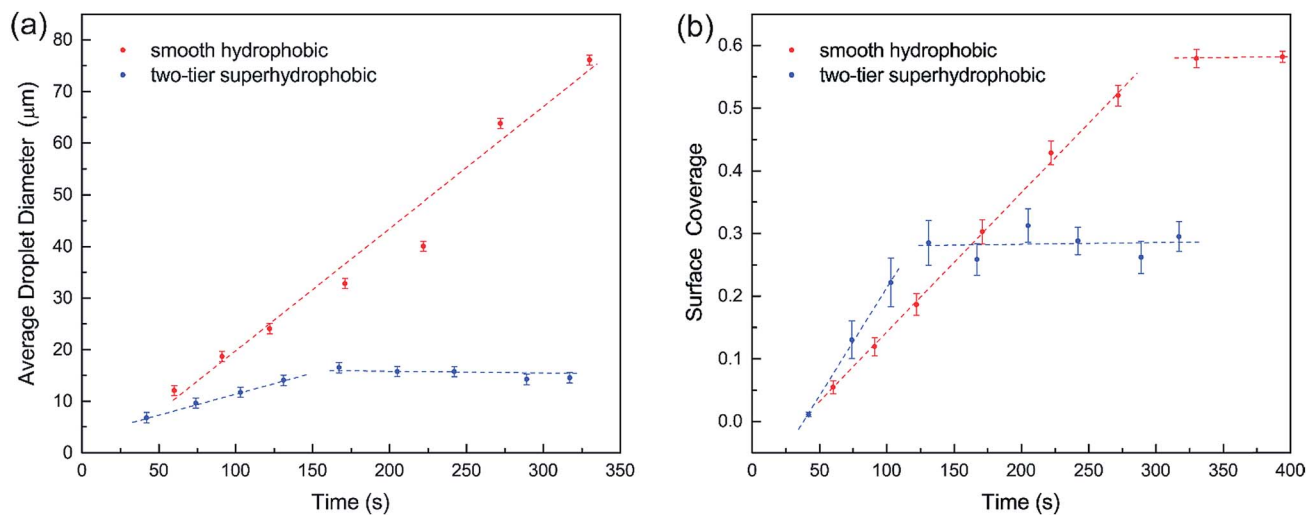 (a)
smooth hydrophobic
two-tier superhydrophobic
Average Droplet Diameter (μm)
80
70
60
50
40
30
20
10
0
0 50 100 150 200 250 300 350
Time (s)
(b)
smooth hydrophobic
two-tier superhydrophobic
Surface Coverage
0.6
0.5
0.4
0.3
0.2
0.1
0.0
0 50 100 150 200 250 300 350 400
Time (s)